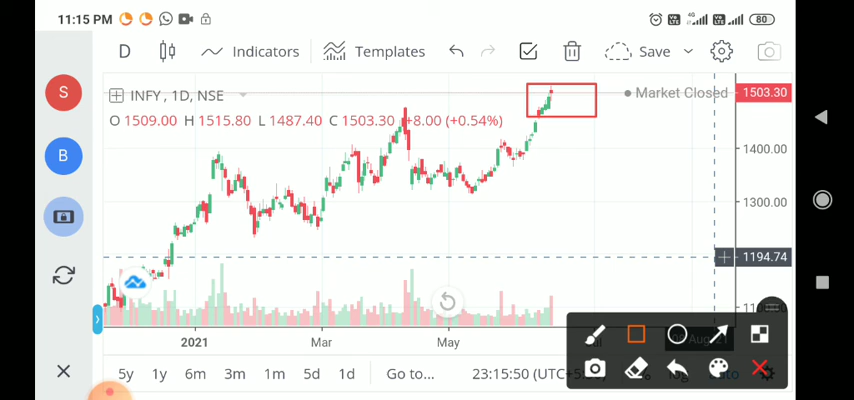 11:15 PM
4G
80
D
Indicators
Templates
Save
S
B
INFY , 1D, NSE
Market Closed
1503.30
O 1509.00 H 1515.80 L 1487.40 C 1503.30 +8.00 (+0.54%)
1400.00
1300.00
1194.74
2021
Mar
May
5y
1y
6m
3m
1m
5d
1d
Go to...
23:15:50 (UTC+5